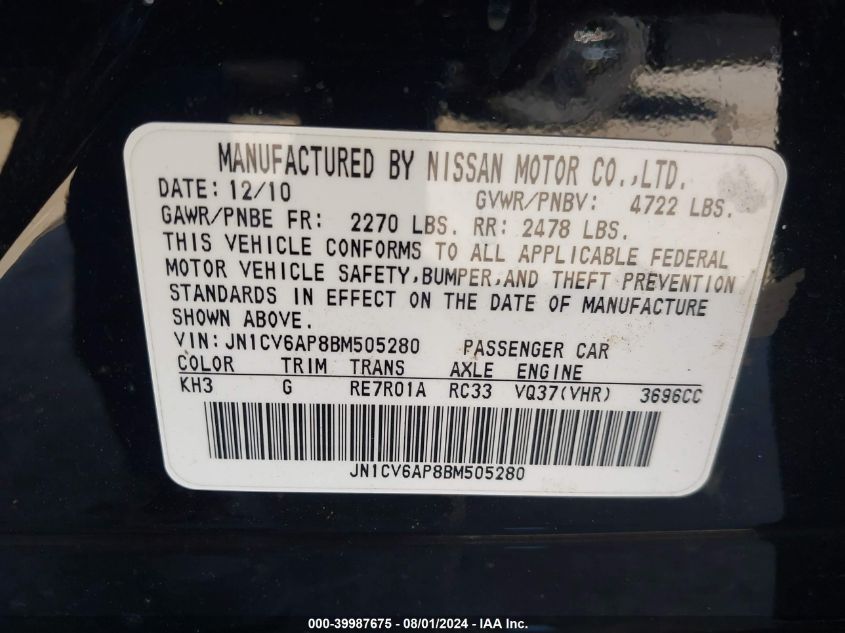 MANUFACTURED BY NISSAN MOTOR CO.,LTD.
DATE: 12/10 GVWR/PNBV: 4722 LBS.
GAWR/PNBE FR: 2270 LBS. RR: 2478 LBS.
THIS VEHICLE CONFORMS TO ALL APPLICABLE FEDERAL
MOTOR VEHICLE SAFETY,BUMPER,AND THEFT PREVENTION
STANDARDS IN EFFECT ON THE DATE OF MANUFACTURE
SHOWN ABOVE.
VIN: JN1CV6AP8BM505280 PASSENGER CAR
COLOR TRIM TRANS AXLE ENGINE
KH3 G RE7R01A RC33 VQ37(VHR) 3696CC
JN1CV6AP8BM505280
000-39987675 - 08/01/2024 - IAA Inc.